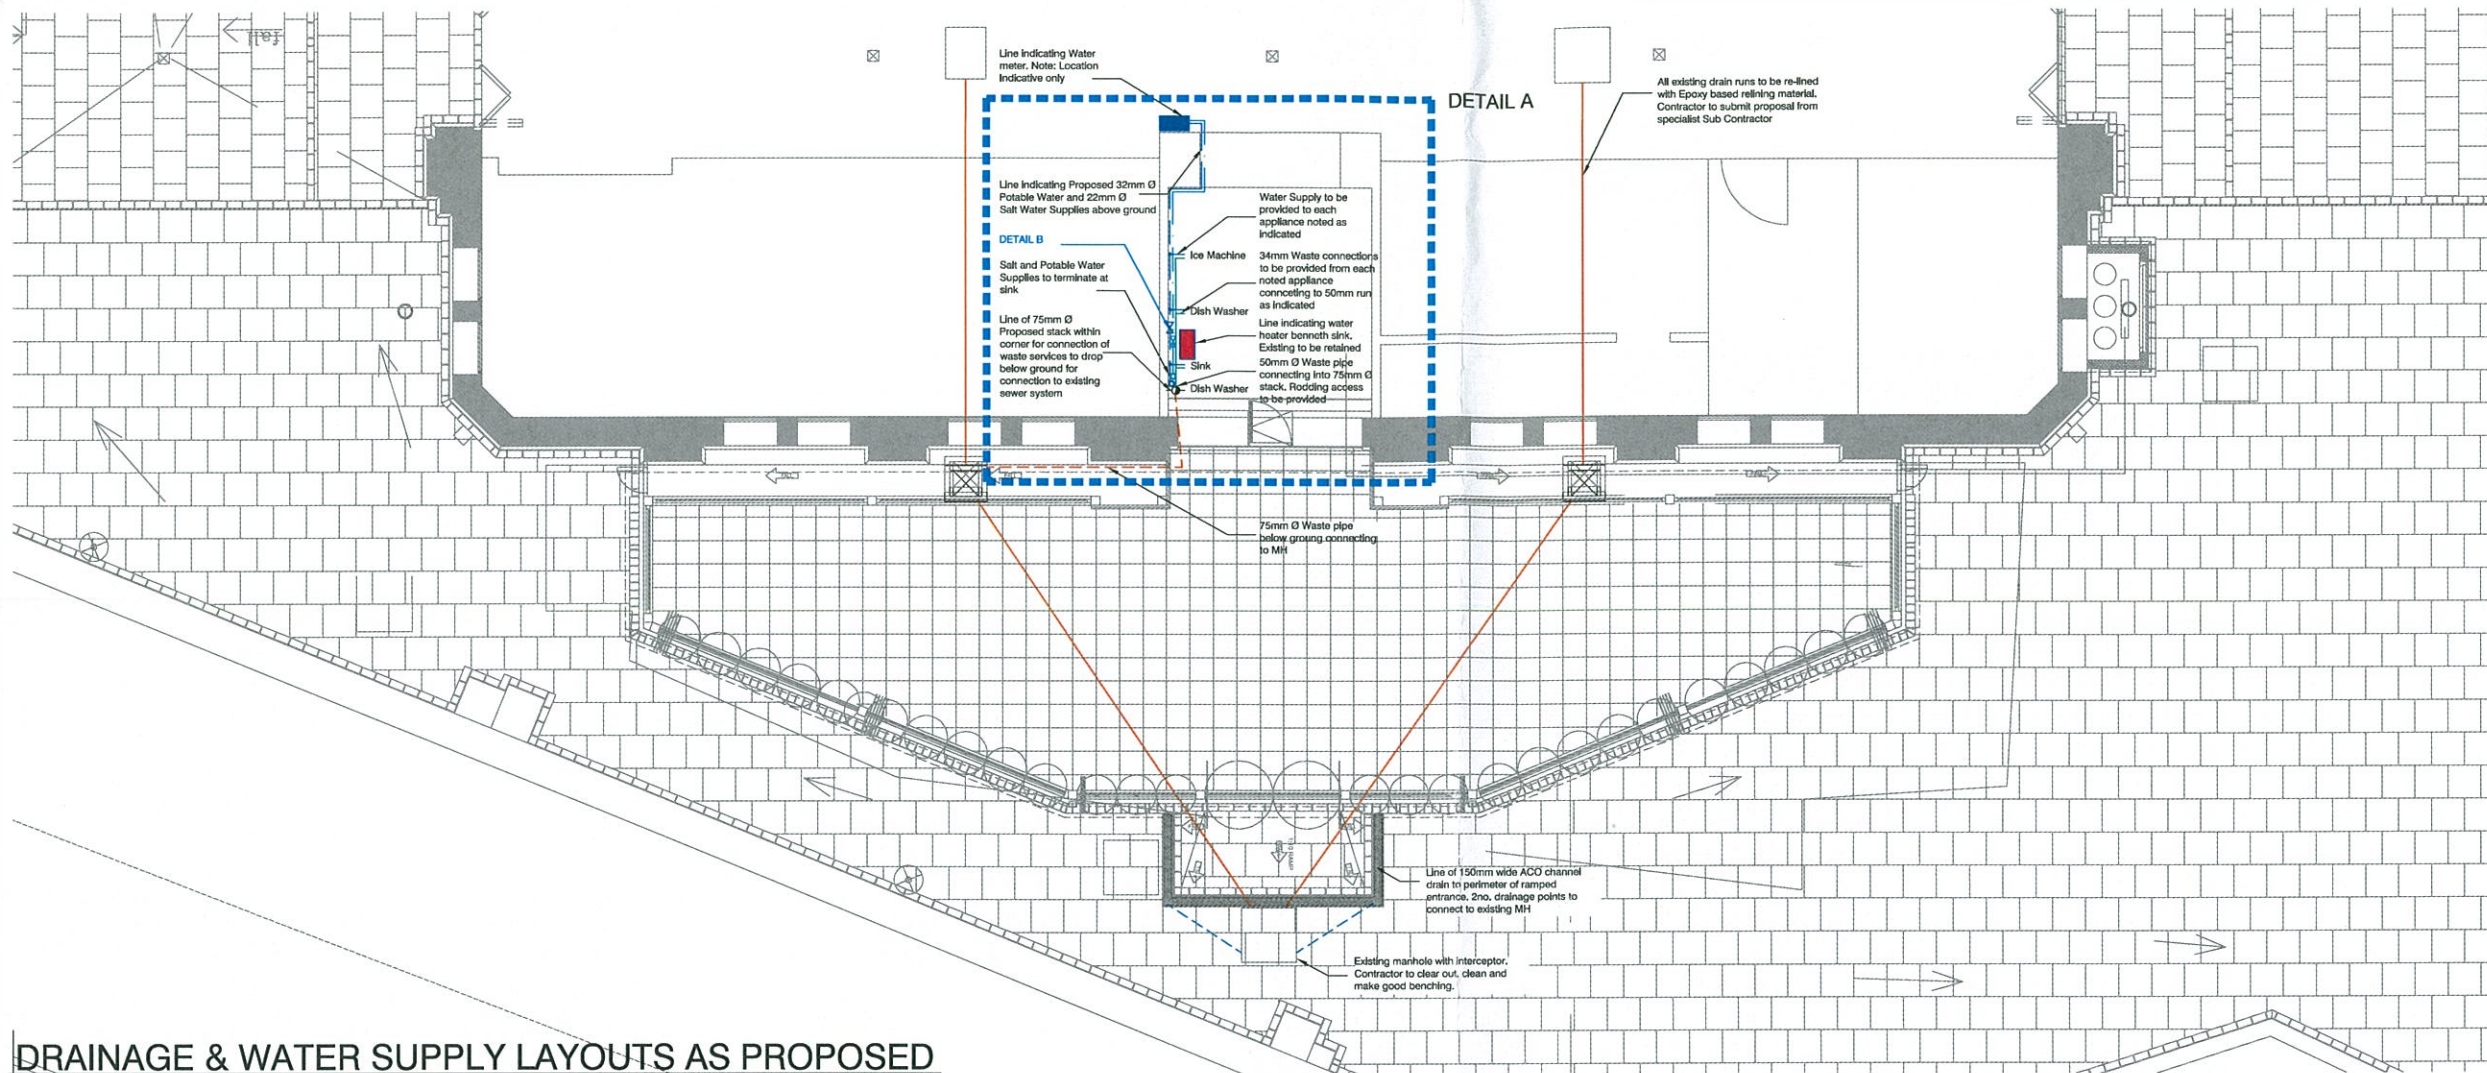 fall
Line indicating Water
meter. Note: Location
Indicative only
DETAIL A
All existing drain runs to be re-lined
with Epoxy based relining material.
Contractor to submit proposal from
specialist Sub Contractor
Line indicating Proposed 32mm Ø
Potable Water and 22mm Ø
Salt Water Supplies above ground
DETAIL B
Salt and Potable Water
Supplies to terminate at
sink
Line of 75mm Ø
Proposed stack within
corner for connection of
waste services to drop
below ground for
connection to existing
sewer system
Water Supply to be
provided to each
appliance noted as
indicated
Ice Machine
34mm Waste connections
to be provided from each
noted appliance
connceting to 50mm run
as indicated
Dish Washer
Line indicating water
heater benneth sink.
Existing to be retained
Sink
50mm Ø Waste pipe
connecting into 75mm Ø
stack. Rodding access
to be provided
Dish Washer
75mm Ø Waste pipe
below groung connecting
to MH
Line of 150mm wide ACO channel
drain to perimeter of ramped
entrance. 2no. drainage points to
connect to existing MH
Existing manhole with interceptor.
Contractor to clear out, clean and
make good benching.
DRAINAGE & WATER SUPPLY LAYOUTS AS PROPOSED